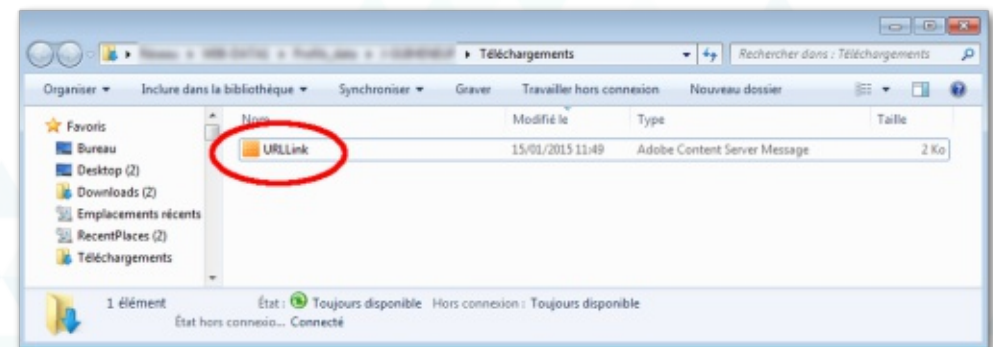 Téléchargements Rechercher dans : Téléchargements
Organiser Inclure dans la bibliothèque Synchroniser Graver Travailler hors connexion Nouveau dossier
Favoris
Bureau
Desktop (2)
Downloads (2)
Emplacements récents
RecentPlaces (2)
Téléchargements
Nom Modifié le Type Taille
URLLink 15/01/2015 11:49 Adobe Content Server Message 2 Ko
1 élément État : Toujours disponible Hors connexion : Toujours disponible
État hors connexio... Connecté